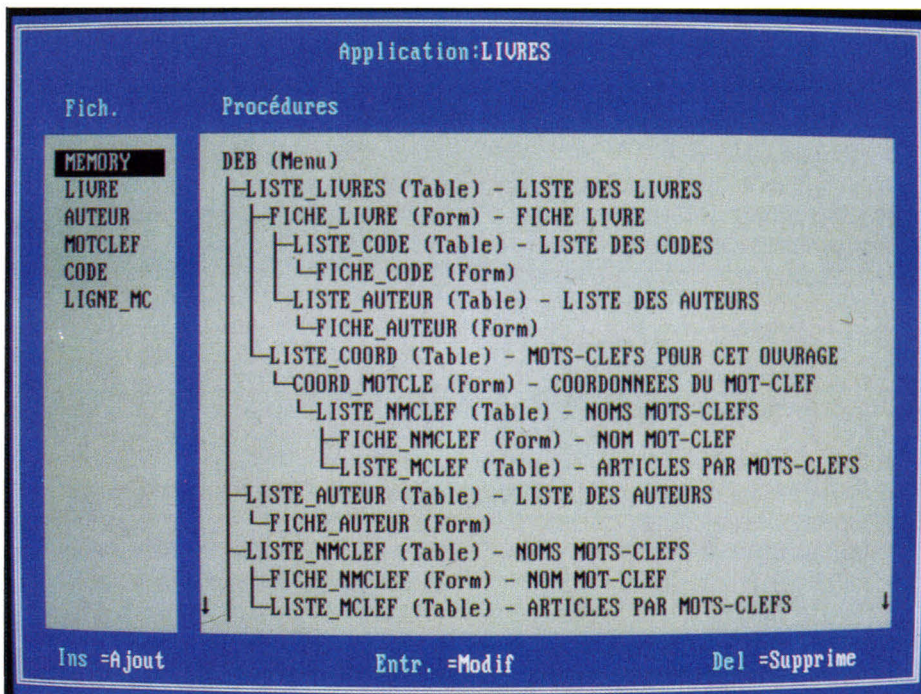 Application:LIVRES
Fich.
Procédures
MEMORY
LIVRE
AUTEUR
MOTCLEF
CODE
LIGNE_MC
DEB (Menu)
LISTE_LIVRES (Table) - LISTE DES LIVRES
FICHE_LIVRE (Form) - FICHE LIVRE
LISTE_CODE (Table) - LISTE DES CODES
FICHE_CODE (Form)
LISTE_AUTEUR (Table) - LISTE DES AUTEURS
FICHE_AUTEUR (Form)
LISTE_COORD (Table) - MOTS-CLEFS POUR CET OUVRAGE
COORD_MOTCLE (Form) - COORDONNEES DU MOT-CLEF
LISTE_NMCLEF (Table) - NOMS MOTS-CLEFS
FICHE_NMCLEF (Form) - NOM MOT-CLEF
LISTE_MCLEF (Table) - ARTICLES PAR MOTS-CLEFS
LISTE_AUTEUR (Table) - LISTE DES AUTEURS
FICHE_AUTEUR (Form)
LISTE_NMCLEF (Table) - NOMS MOTS-CLEFS
FICHE_NMCLEF (Form) - NOM MOT-CLEF
LISTE_MCLEF (Table) - ARTICLES PAR MOTS-CLEFS
Ins =Ajout
Entr. =Modif
Del =Supprime